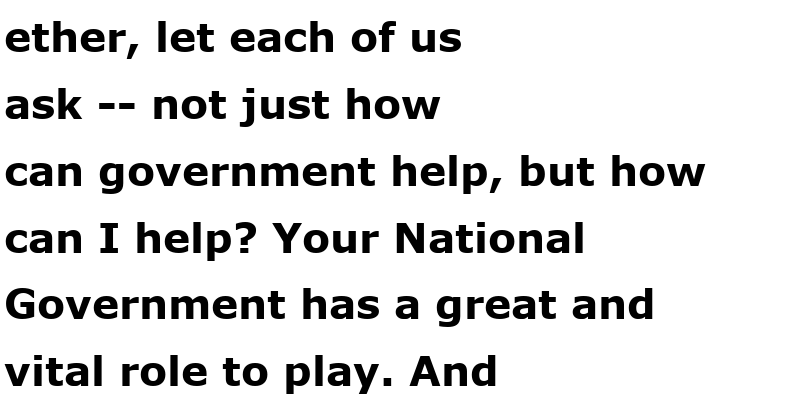 ether, let each of us
ask -- not just how
can government help, but how
can I help? Your National
Government has a great and
vital role to play. And